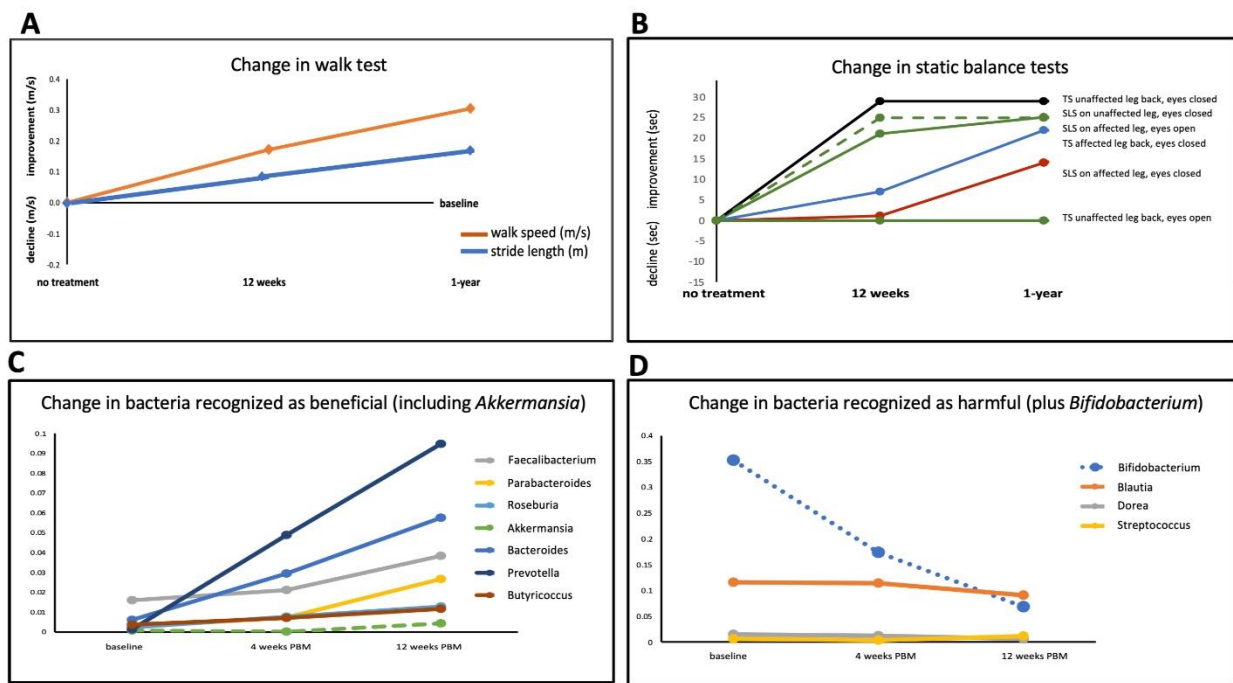 A
Change in walk test
improvement (m/s)
decline (m/s)
0.4
0.3
0.2
0.1
0.0
-0.1
-0.2
baseline
walk speed (m/s)
stride length (m)
no treatment 12 weeks 1-year
B
Change in static balance tests
improvement (sec)
decline (sec)
30
25
20
15
10
5
0
-5
-10
-15
TS unaffected leg back, eyes closed
SLS on unaffected leg, eyes closed
SLS on affected leg, eyes open
TS affected leg back, eyes closed
SLS on affected leg, eyes closed
TS unaffected leg back, eyes open
no treatment 12 weeks 1-year
C
Change in bacteria recognized as beneficial (including Akkermansia)
0.1
0.09
0.08
0.07
0.06
0.05
0.04
0.03
0.02
0.01
0
Faecalibacterium
Parabacteroides
Roseburia
Akkermansia
Bacteroides
Prevotella
Butyricoccus
baseline 4 weeks PBM 12 weeks PBM
D
Change in bacteria recognized as harmful (plus Bifidobacterium)
0.4
0.35
0.3
0.25
0.2
0.15
0.1
0.05
0
Bifidobacterium
Blautia
Dorea
Streptococcus
baseline 4 weeks PBM 12 weeks PBM